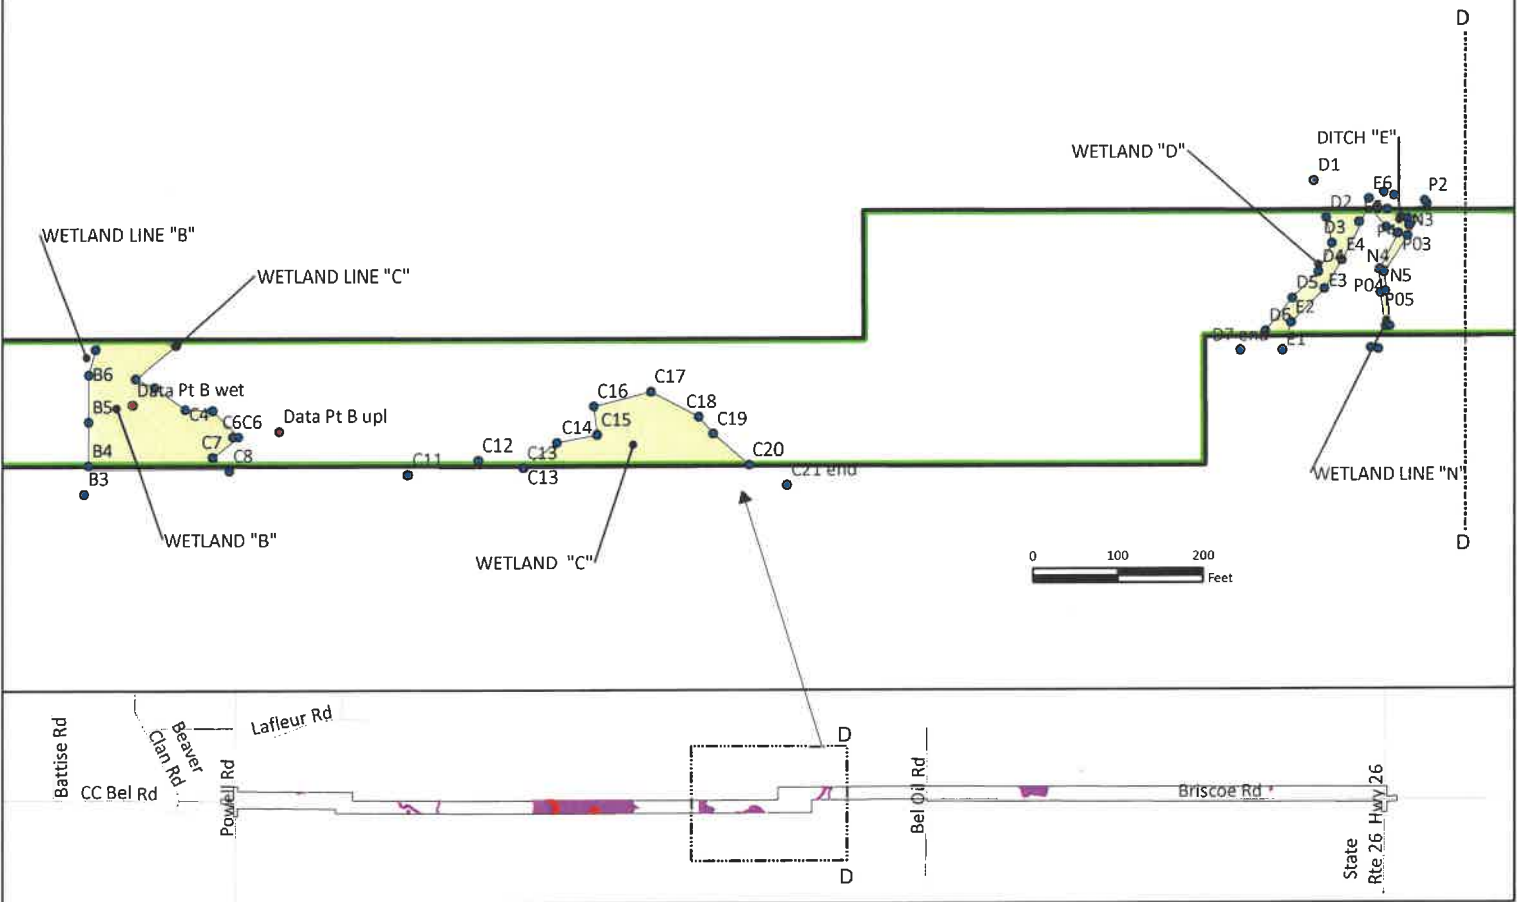 D
DITCH "E"
WETLAND "D"
D1
E6
P2
D2
N3
D3
P03
E4
WETLAND LINE "B"
D4
N4
WETLAND LINE "C"
D5
E3
N5
P04
P05
E2
D6
D7 end
E1
B6
Data Pt B wet
C17
C16
B5
C4
C6C6
Data Pt B upl
C18
C15
C19
C14
C7
B4
C8
C12
C13
C20
C11
C13
C21 end
B3
WETLAND LINE "N"
WETLAND "B"
WETLAND "C"
D
0 100 200
Feet
Battise Rd
Beaver
Clan Rd
Lafleur Rd
D
CC Bel Rd
Powell Rd
Bel Oil Rd
Briscoe Rd
State
Rte 26 Hwy 26
D